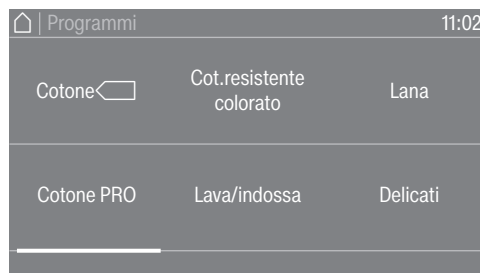 | Programmi 11:02
Cotone Cot.resistente colorato Lana
Cotone PRO Lava/indossa Delicati